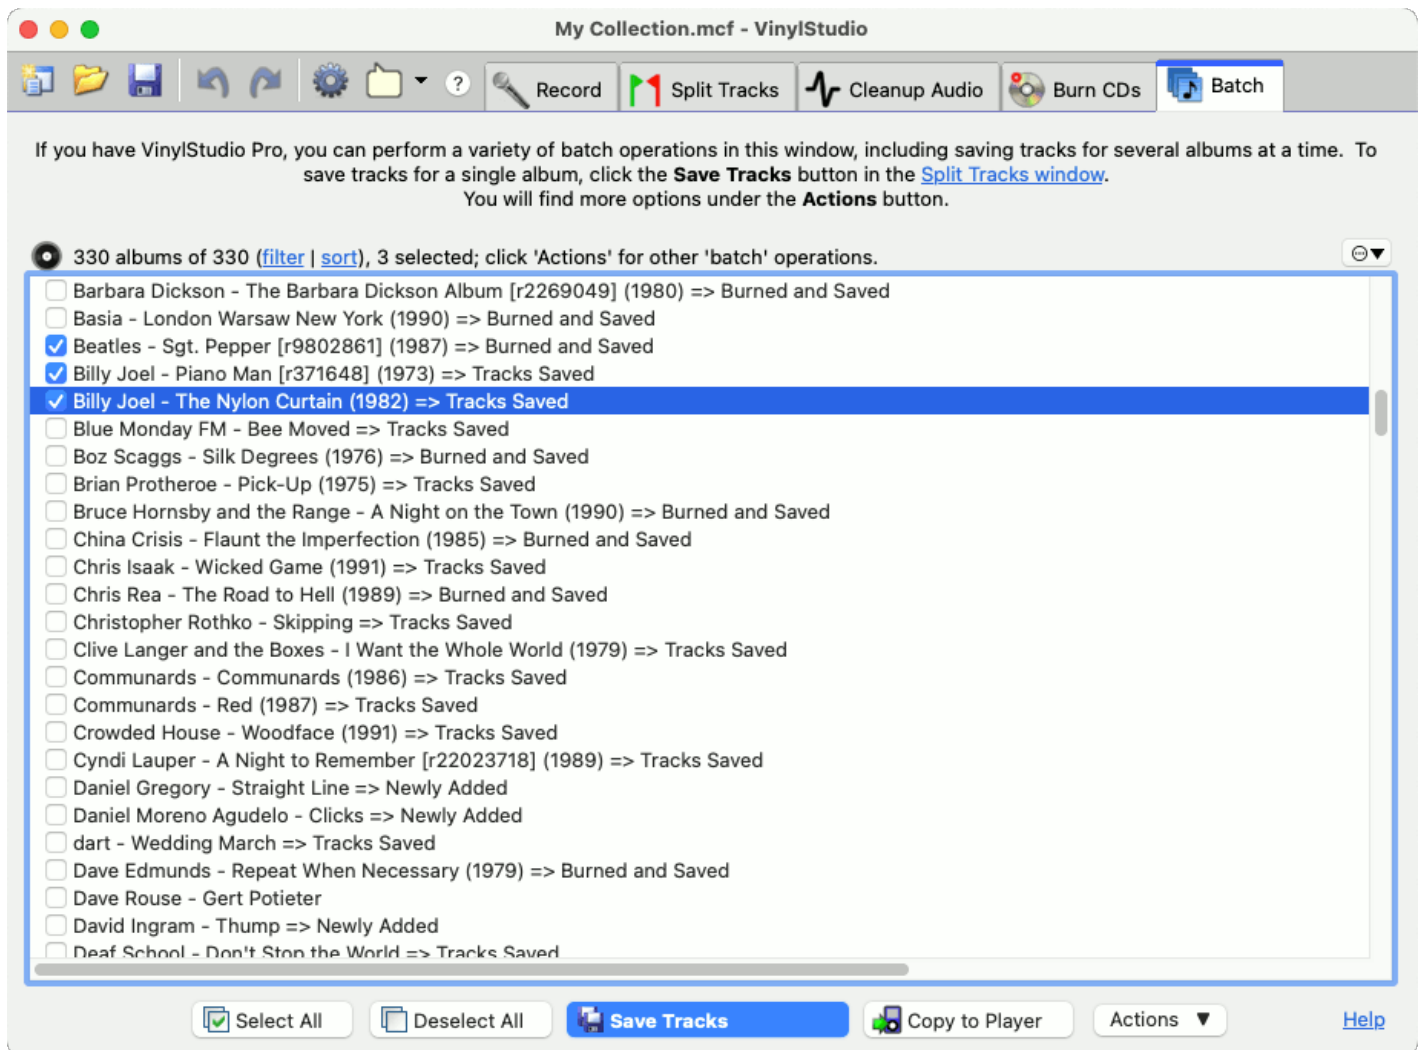 My Collection.mcf - VinylStudio
Record
Split Tracks
Cleanup Audio
Burn CDs
Batch
If you have VinylStudio Pro, you can perform a variety of batch operations in this window, including saving tracks for several albums at a time. To
save tracks for a single album, click the Save Tracks button in the Split Tracks window.
You will find more options under the Actions button.
330 albums of 330 (filter | sort), 3 selected; click 'Actions' for other 'batch' operations.
Barbara Dickson - The Barbara Dickson Album [r2269049] (1980) => Burned and Saved
Basia - London Warsaw New York (1990) => Burned and Saved
Beatles - Sgt. Pepper [r9802861] (1987) => Burned and Saved
Billy Joel - Piano Man [r371648] (1973) => Tracks Saved
Billy Joel - The Nylon Curtain (1982) => Tracks Saved
Blue Monday FM - Bee Moved => Tracks Saved
Boz Scaggs - Silk Degrees (1976) => Burned and Saved
Brian Protheroe - Pick-Up (1975) => Tracks Saved
Bruce Hornsby and the Range - A Night on the Town (1990) => Burned and Saved
China Crisis - Flaunt the Imperfection (1985) => Burned and Saved
Chris Isaak - Wicked Game (1991) => Tracks Saved
Chris Rea - The Road to Hell (1989) => Burned and Saved
Christopher Rothko - Skipping => Tracks Saved
Clive Langer and the Boxes - I Want the Whole World (1979) => Tracks Saved
Communards - Communards (1986) => Tracks Saved
Communards - Red (1987) => Tracks Saved
Crowded House - Woodface (1991) => Tracks Saved
Cyndi Lauper - A Night to Remember [r22023718] (1989) => Tracks Saved
Daniel Gregory - Straight Line => Newly Added
Daniel Moreno Agudelo - Clicks => Newly Added
dart - Wedding March => Tracks Saved
Dave Edmunds - Repeat When Necessary (1979) => Burned and Saved
Dave Rouse - Gert Potieter
David Ingram - Thump => Newly Added
Deaf School - Don't Stop the World => Tracks Saved
Select All
Deselect All
Save Tracks
Copy to Player
Actions ▼
Help